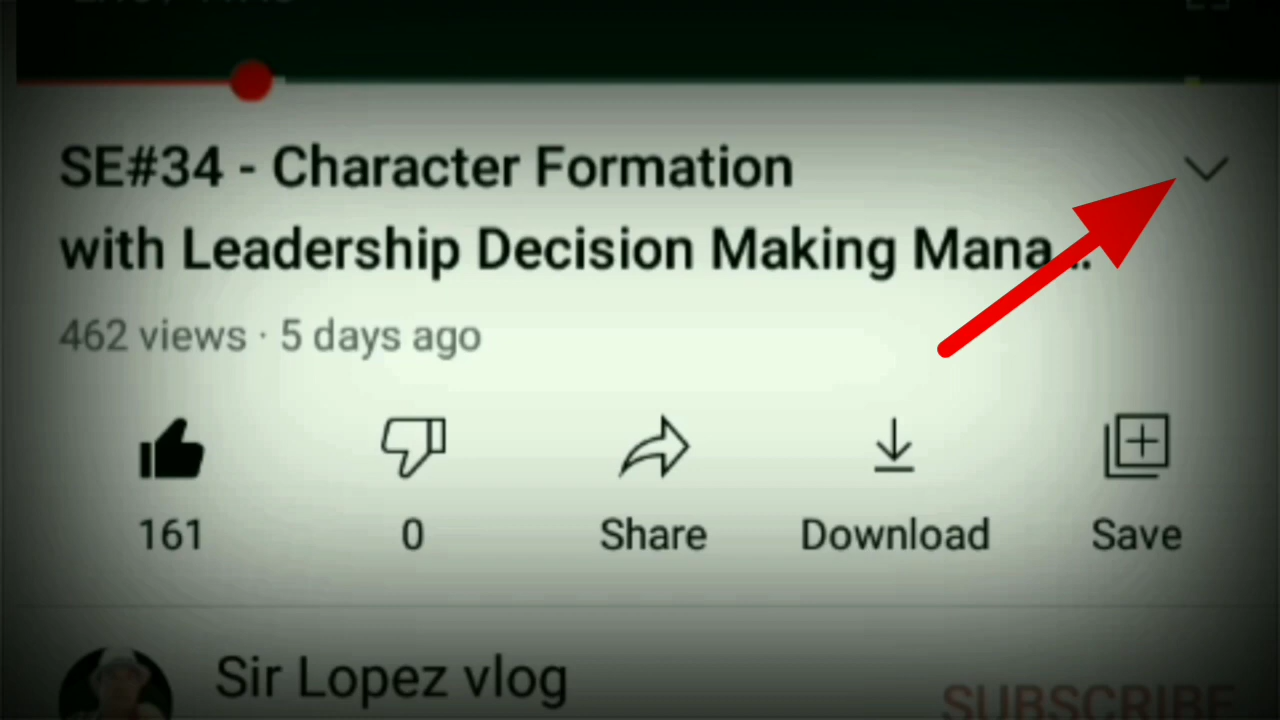 SE#34 - Character Formation
with Leadership Decision Making Mana...
462 views · 5 days ago
161
0
Share
Download
Save
Sir Lopez vlog
SUBSCRIBE